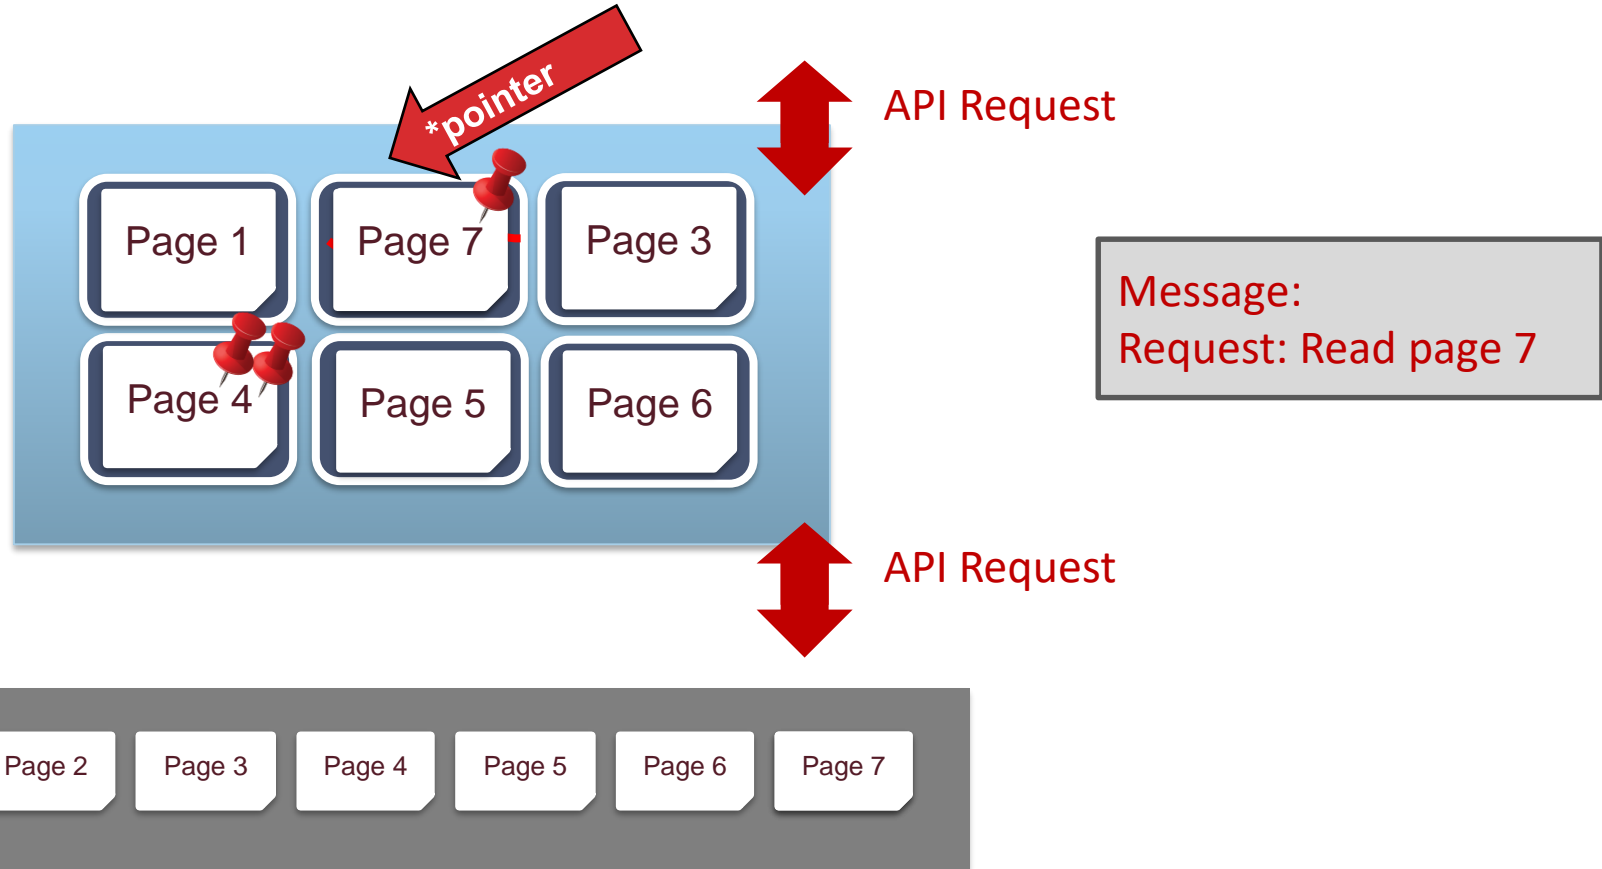 *pointer
API Request
Page 1
Page 7
Page 3
Message:
Request: Read page 7
Page 4
Page 5
Page 6
API Request
Page 2
Page 3
Page 4
Page 5
Page 6
Page 7